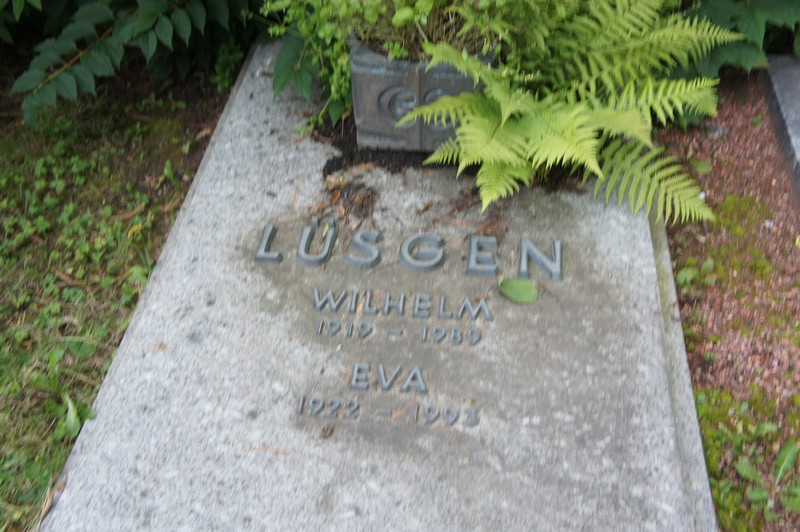 LÜSGEN
WILHELM
1919 - 1989
EVA
1922 - 1993